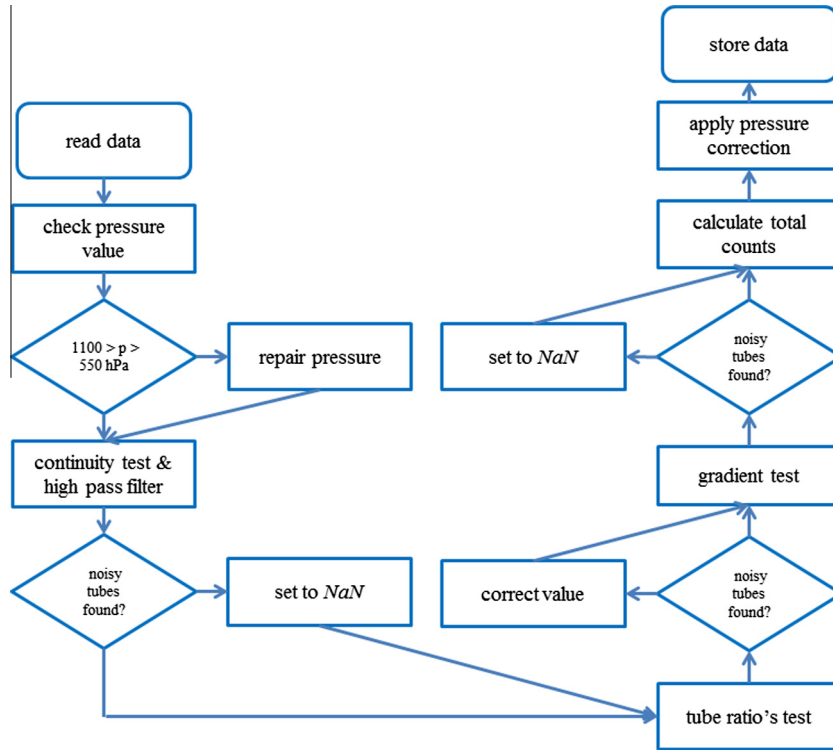 read data
check pressure
value
1100 > p >
550 hPa
repair pressure
continuity test &
high pass filter
noisy
tubes
found?
set to NaN
tube ratio's test
noisy
tubes
found?
correct value
gradient test
noisy
tubes
found?
set to NaN
calculate total
counts
apply pressure
correction
store data